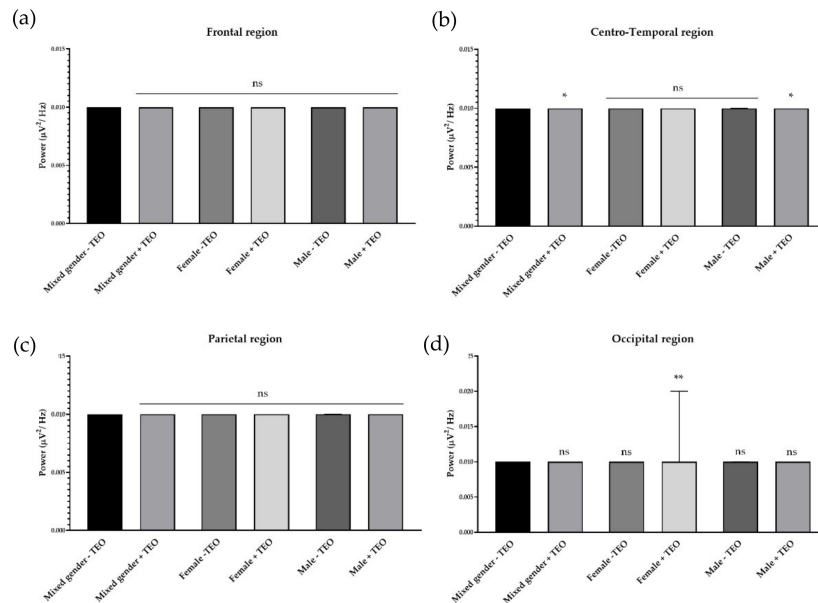 (a)
Frontal region
Power (µV²/ Hz)
0.015
0.010
0.005
0.000
ns
Mixed gender - TEO
Mixed gender + TEO
Female -TEO
Female + TEO
Male - TEO
Male + TEO
(b)
Centro-Temporal region
Power (µV²/ Hz)
0.015
0.010
0.005
0.000
*
ns
*
Mixed gender - TEO
Mixed gender + TEO
Female -TEO
Female + TEO
Male - TEO
Male + TEO
(c)
Parietal region
Power (µV²/ Hz)
15
0.010
0.005
0.000
ns
Mixed gender - TEO
Mixed gender + TEO
Female -TEO
Female + TEO
Male - TEO
Male + TEO
(d)
Occipital region
Power (µV²/ Hz)
25
0.020
0.010
0.005
0.000
ns
ns
**
ns
ns
Mixed gender - TEO
Mixed gender + TEO
Female -TEO
Female + TEO
Male - TEO
Male + TEO